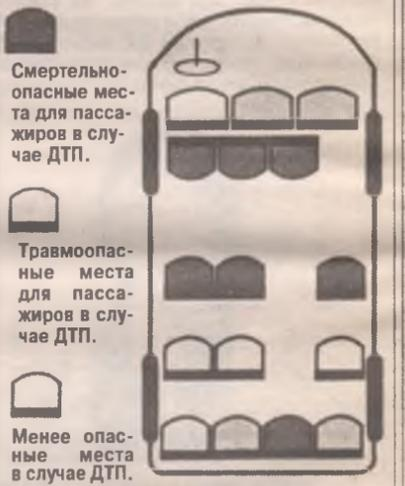 Смертельно-
опасные мес-
та для пасса-
жиров в слу-
чае ДТП.
Травмоопас-
ные места
для пасса-
жиров в слу-
чае ДТП.
Менее опас-
ные места
в случае ДТП.